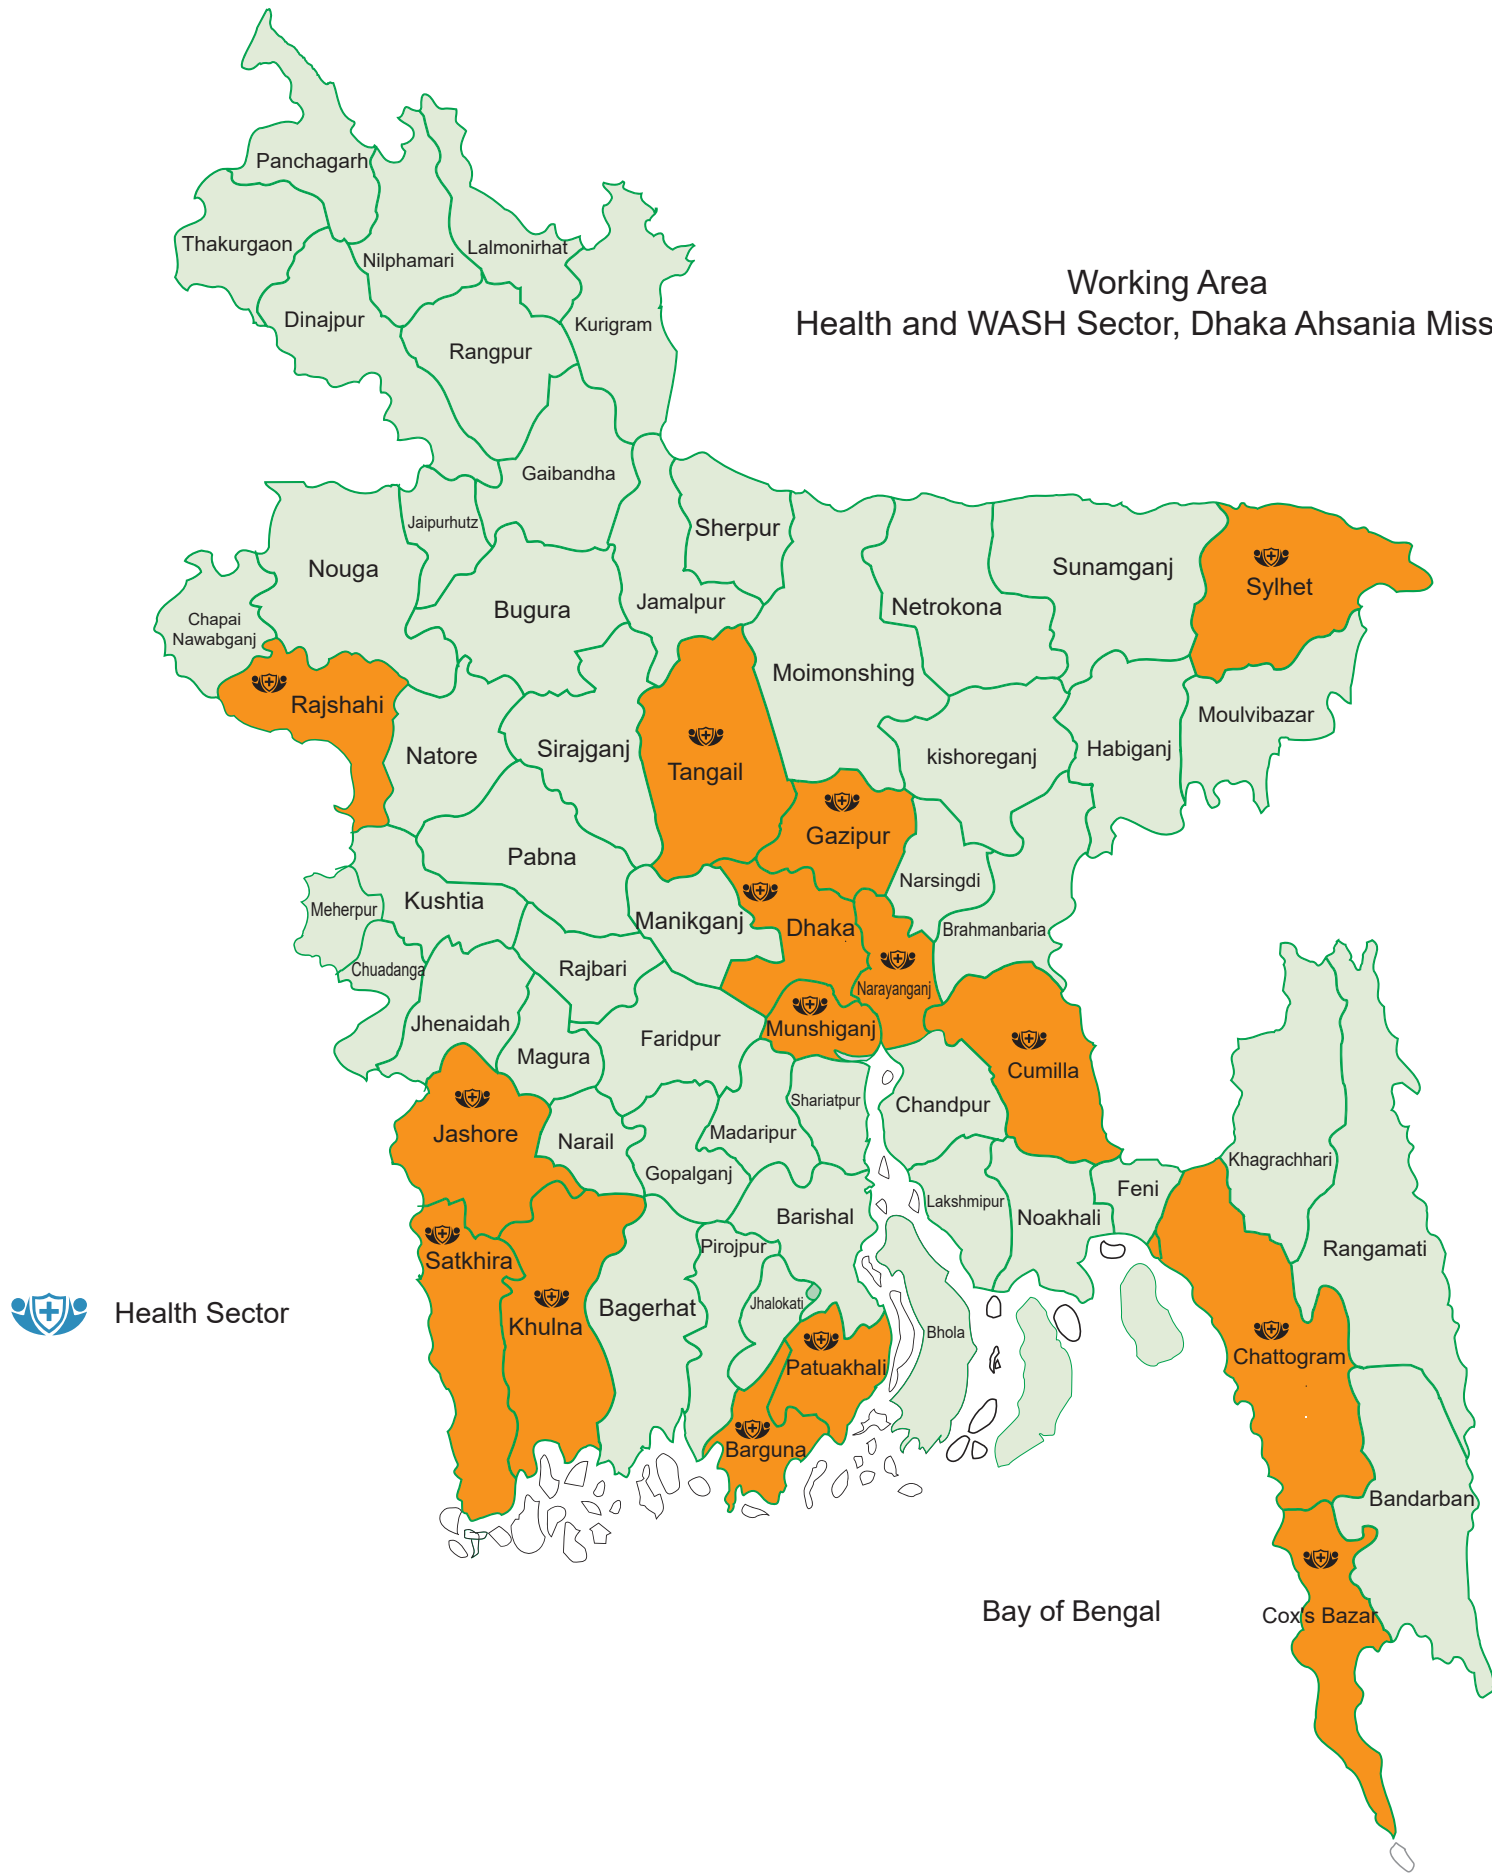 Panchagarh
Thakurgaon
Nilphamari
Lalmonirhat
Working Area
Health and WASH Sector, Dhaka Ahsania Miss
Dinajpur
Kurigram
Rangpur
Gaibandha
Jaipurhutz
Sherpur
Nouga
Sunamganj
Sylhet
Bugura
Jamalpur
Netrokona
Chapai
Nawabganj
Moimonshing
Rajshahi
Moulvibazar
Natore
Sirajganj
Habiganj
kishoreganj
Tangail
Gazipur
Pabna
Narsingdi
Kushtia
Meherpur
Manikganj
Dhaka
Brahmanbaria
Chuadanga
Rajbari
Narayanganj
Jhenaidah
Munshiganj
Faridpur
Magura
Cumilla
Shariatpur
Chandpur
Jashore
Madaripur
Narail
Khagrachhari
Gopalganj
Feni
Lakshmipur
Barishal
Noakhali
Pirojpur
Rangamati
Satkhira
Jhalokati
Bagerhat
Health Sector
Khulna
Bhola
Chattogram
Patuakhali
Barguna
Bandarban
Bay of Bengal
Cox's Bazar